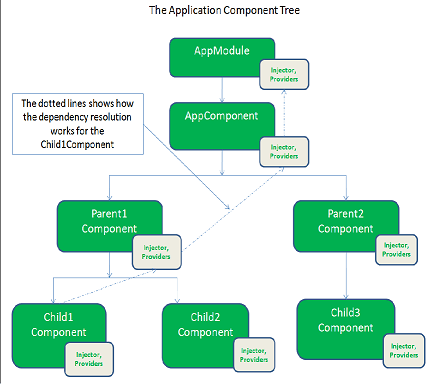 The Application Component Tree
AppModule
Injector,
Providers
The dotted lines shows how
the dependency resolution
works for the
Child1Component
AppComponent
Injector,
Providers
Parent1
Component
Injector,
Providers
Parent2
Component
Injector,
Providers
Child1
Component
Injector,
Providers
Child2
Component
Injector,
Providers
Child3
Component
Injector,
Providers